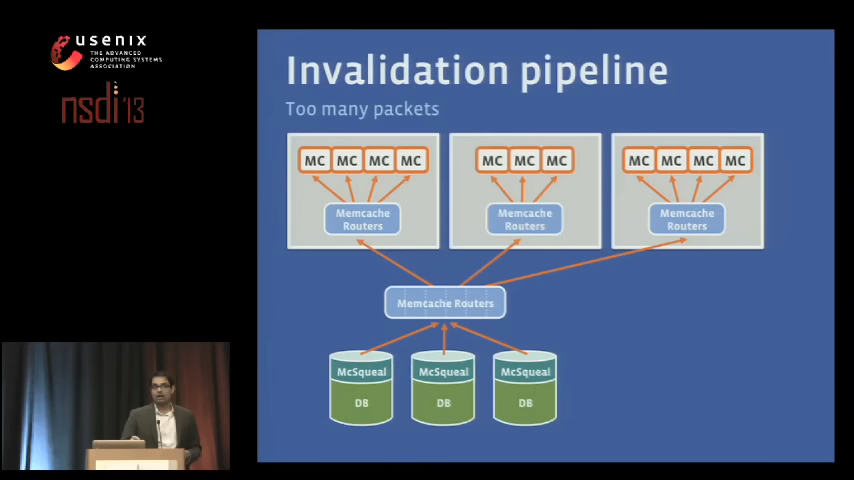 usenix
THE ADVANCED
COMPUTING SYSTEMS
ASSOCIATION
nsdi'13
Invalidation pipeline
Too many packets
MC MC MC MC
MC MC MC
MC MC MC MC
Memcache
Routers
Memcache
Routers
Memcache
Routers
Memcache Routers
McSqueal
McSqueal
McSqueal
DB
DB
DB